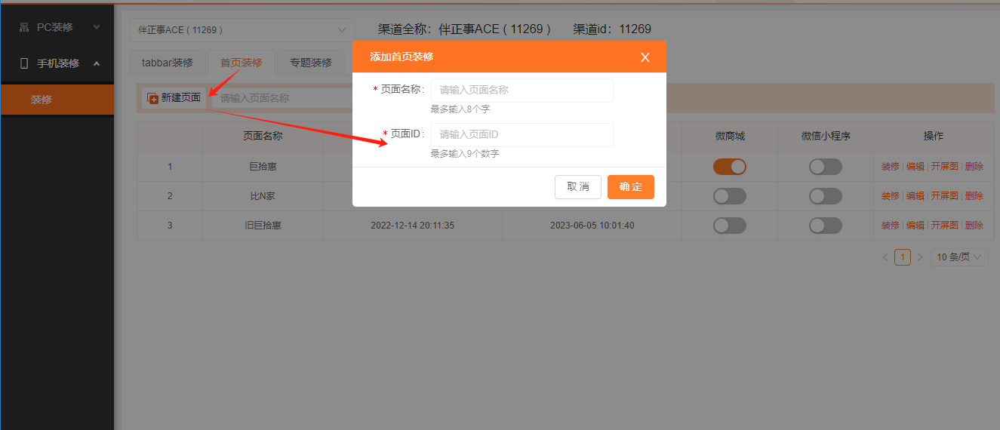 PC装修
手机装修
装修
伴正事ACE ( 11269 )
渠道全称：伴正事ACE ( 11269 ) 渠道id：11269
tabbar装修 首页装修 专题装修
新建页面 请输入页面名称
添加首页装修 X
* 页面名称: 请输入页面名称
最多输入8个字
* 页面ID: 请输入页面ID
最多输入9个数字
取 消 确 定
页面名称 微商城 微信小程序 操作
1 巨拾惠 装修 | 编辑 | 开屏图 | 删除
2 比N家 装修 | 编辑 | 开屏图 | 删除
3 旧巨拾惠 2022-12-14 20:11:35 2023-06-05 10:01:40 装修 | 编辑 | 开屏图 | 删除
< 1 > 10 条/页